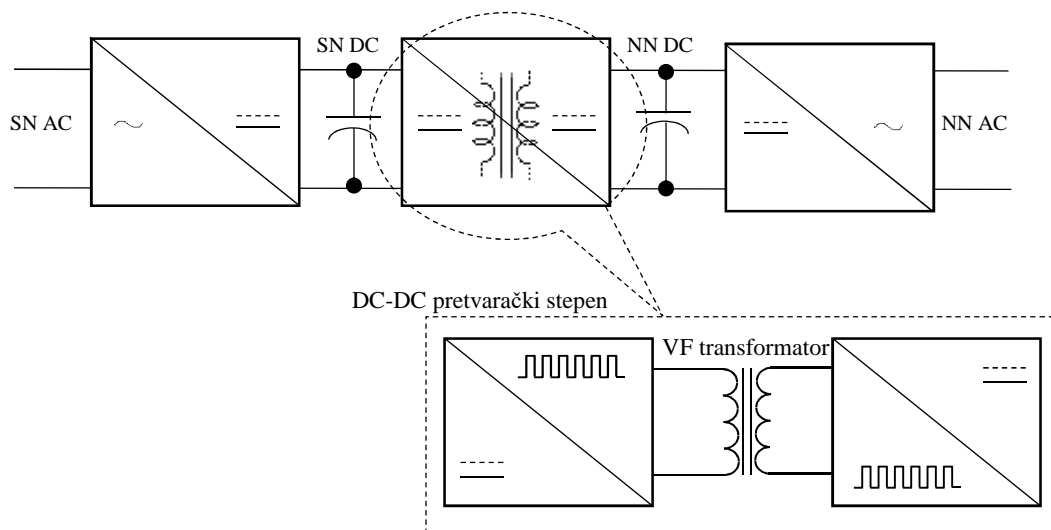 SN DC
NN DC
SN AC
NN AC
DC-DC pretvarački stepen
VF transformator